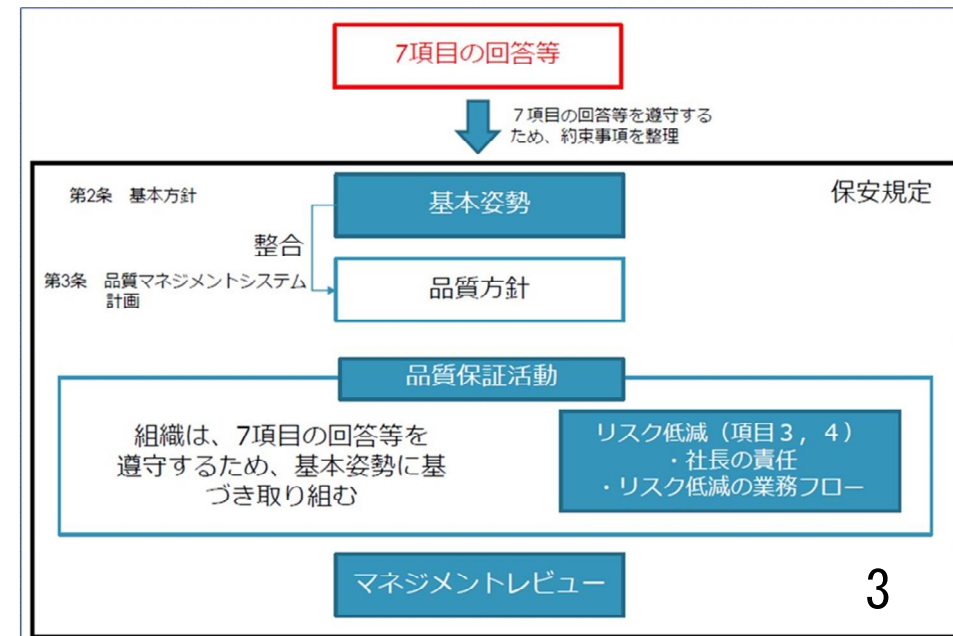 7項目の回答等
７項目の回答等を遵守する
ため、約束事項を整理
保安規定
第2条　基本方針
基本姿勢
整合
第3条　品質マネジメントシステム
計画
品質方針
品質保証活動
組織は、7項目の回答等を
遵守するため、基本姿勢に基
づき取り組む
リスク低減（項目３，４）
・社長の責任
・リスク低減の業務フロー
マネジメントレビュー
3